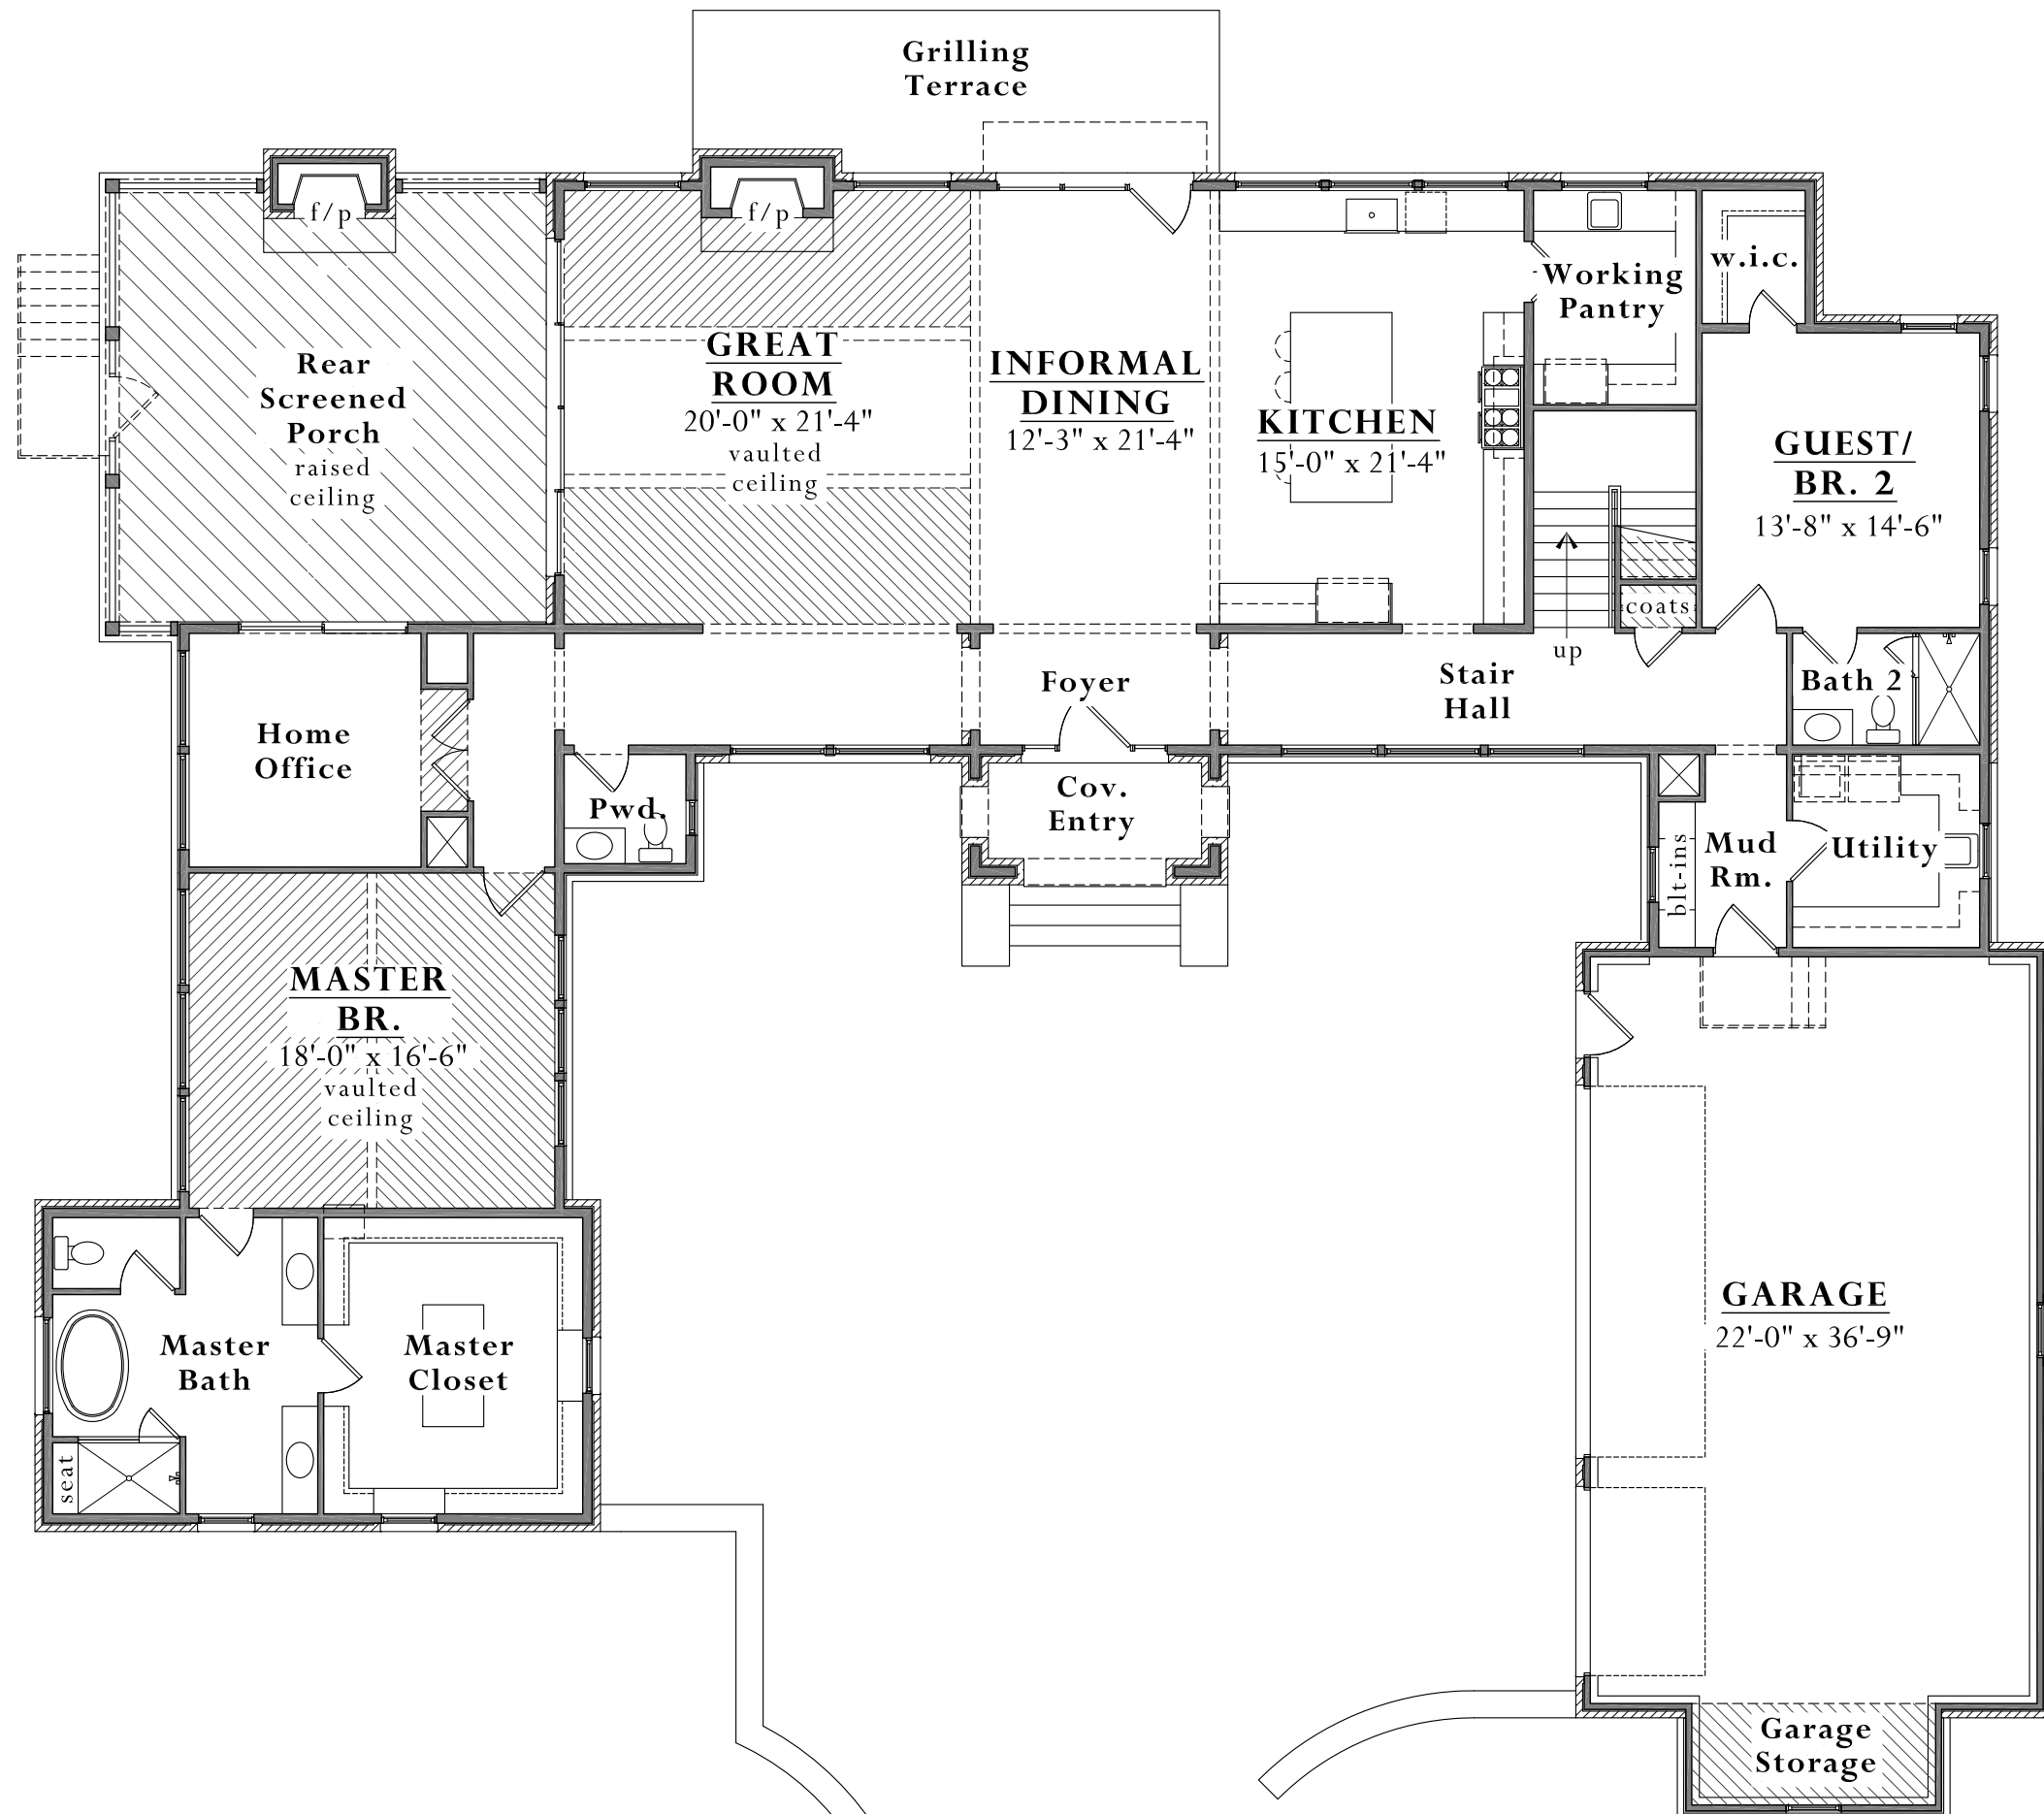 Grilling
Terrace
f/p
f/p
w.i.c.
Working
Pantry
Rear
Screened
Porch
raised
ceiling
GREAT
ROOM
20'-0" x 21'-4"
vaulted
ceiling
INFORMAL
DINING
12'-3" x 21'-4"
KITCHEN
15'-0" x 21'-4"
GUEST/
BR. 2
13'-8" x 14'-6"
coats
up
Foyer
Stair
Hall
Bath 2
Home
Office
Pwd.
Cov.
Entry
blt-ins
Mud
Rm.
Utility
MASTER
BR.
18'-0" x 16'-6"
vaulted
ceiling
GARAGE
22'-0" x 36'-9"
Master
Bath
Master
Closet
seat
Garage
Storage